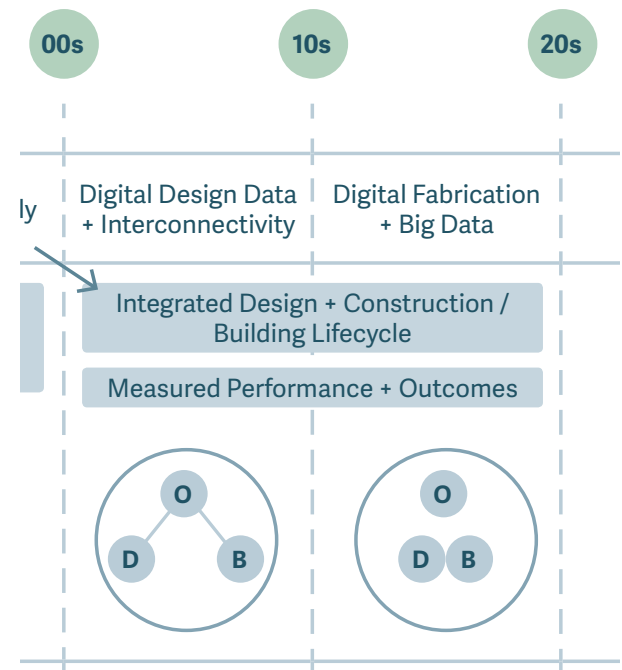 00s
10s
20s
ly
Digital Design Data
+ Interconnectivity
Digital Fabrication
+ Big Data
Integrated Design + Construction /
Building Lifecycle
Measured Performance + Outcomes
O
D
B
O
D
B